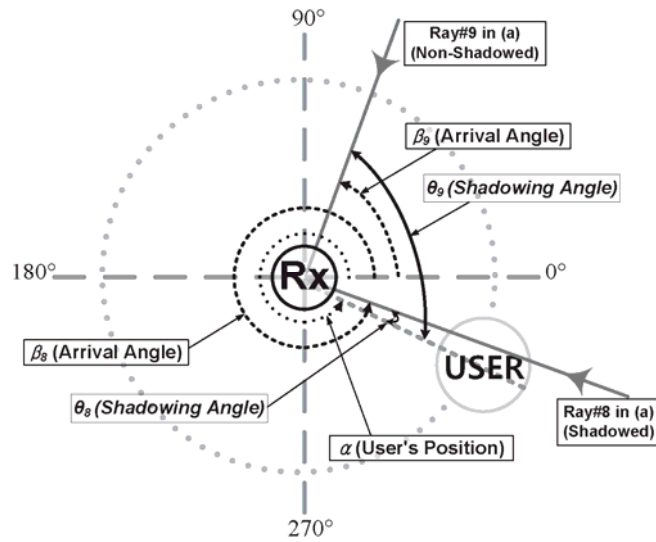 90°
Ray#9 in (a)
(Non-Shadowed)
β9 (Arrival Angle)
θ9 (Shadowing Angle)
180°
Rx
0°
β8 (Arrival Angle)
USER
θ8 (Shadowing Angle)
Ray#8 in (a)
(Shadowed)
α (User's Position)
270°